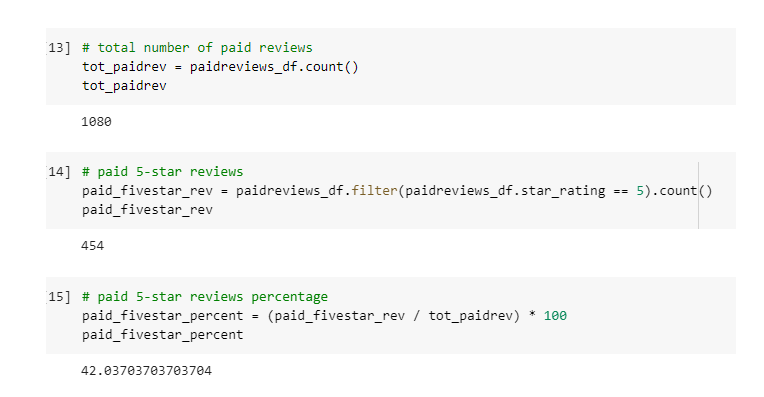 13] # total number of paid reviews
tot_paidrev = paidreviews_df.count()
tot_paidrev
1080
14] # paid 5-star reviews
paid_fivestar_rev = paidreviews_df.filter(paidreviews_df.star_rating == 5).count()
paid_fivestar_rev
454
15] # paid 5-star reviews percentage
paid_fivestar_percent = (paid_fivestar_rev / tot_paidrev) * 100
paid_fivestar_percent
42.03703703703704